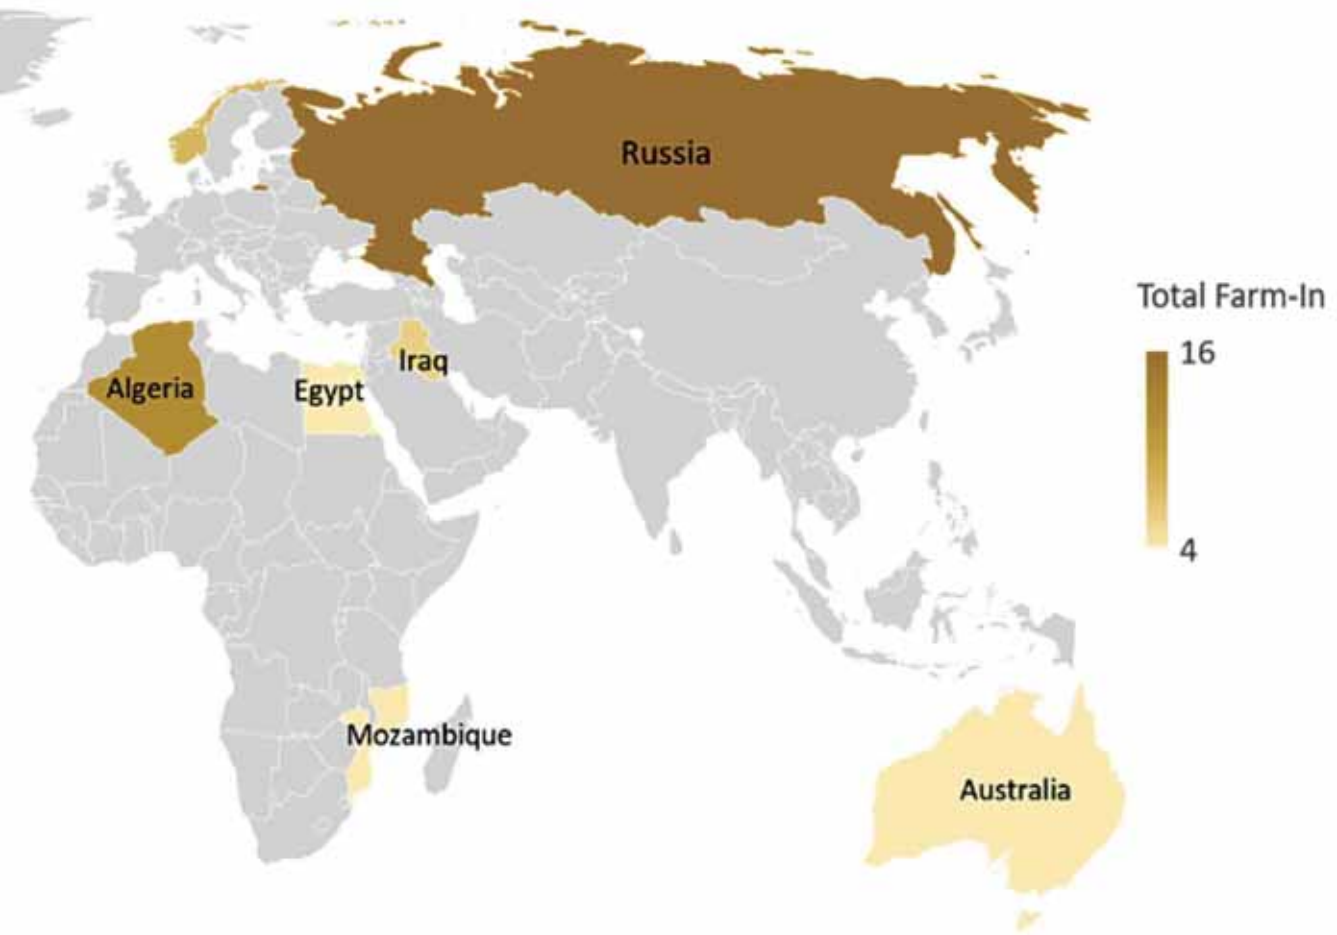 Russia
Total Farm-In
16
Iraq
Algeria
Egypt
4
Mozambique
Australia